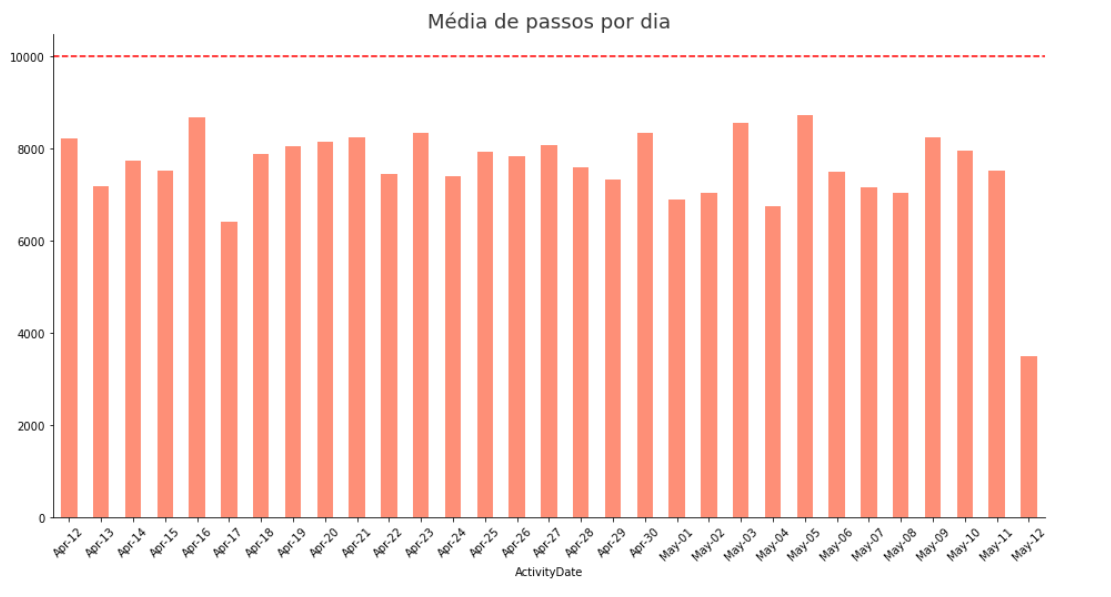 Média de passos por dia
10000
8000
6000
4000
2000
0
Apr-12
Apr-13
Apr-14
Apr-15
Apr-16
Apr-17
Apr-18
Apr-19
Apr-20
Apr-21
Apr-22
Apr-23
Apr-24
Apr-25
Apr-26
Apr-27
Apr-28
Apr-29
Apr-30
May-01
May-02
May-03
May-04
May-05
May-06
May-07
May-08
May-09
May-10
May-11
May-12
ActivityDate